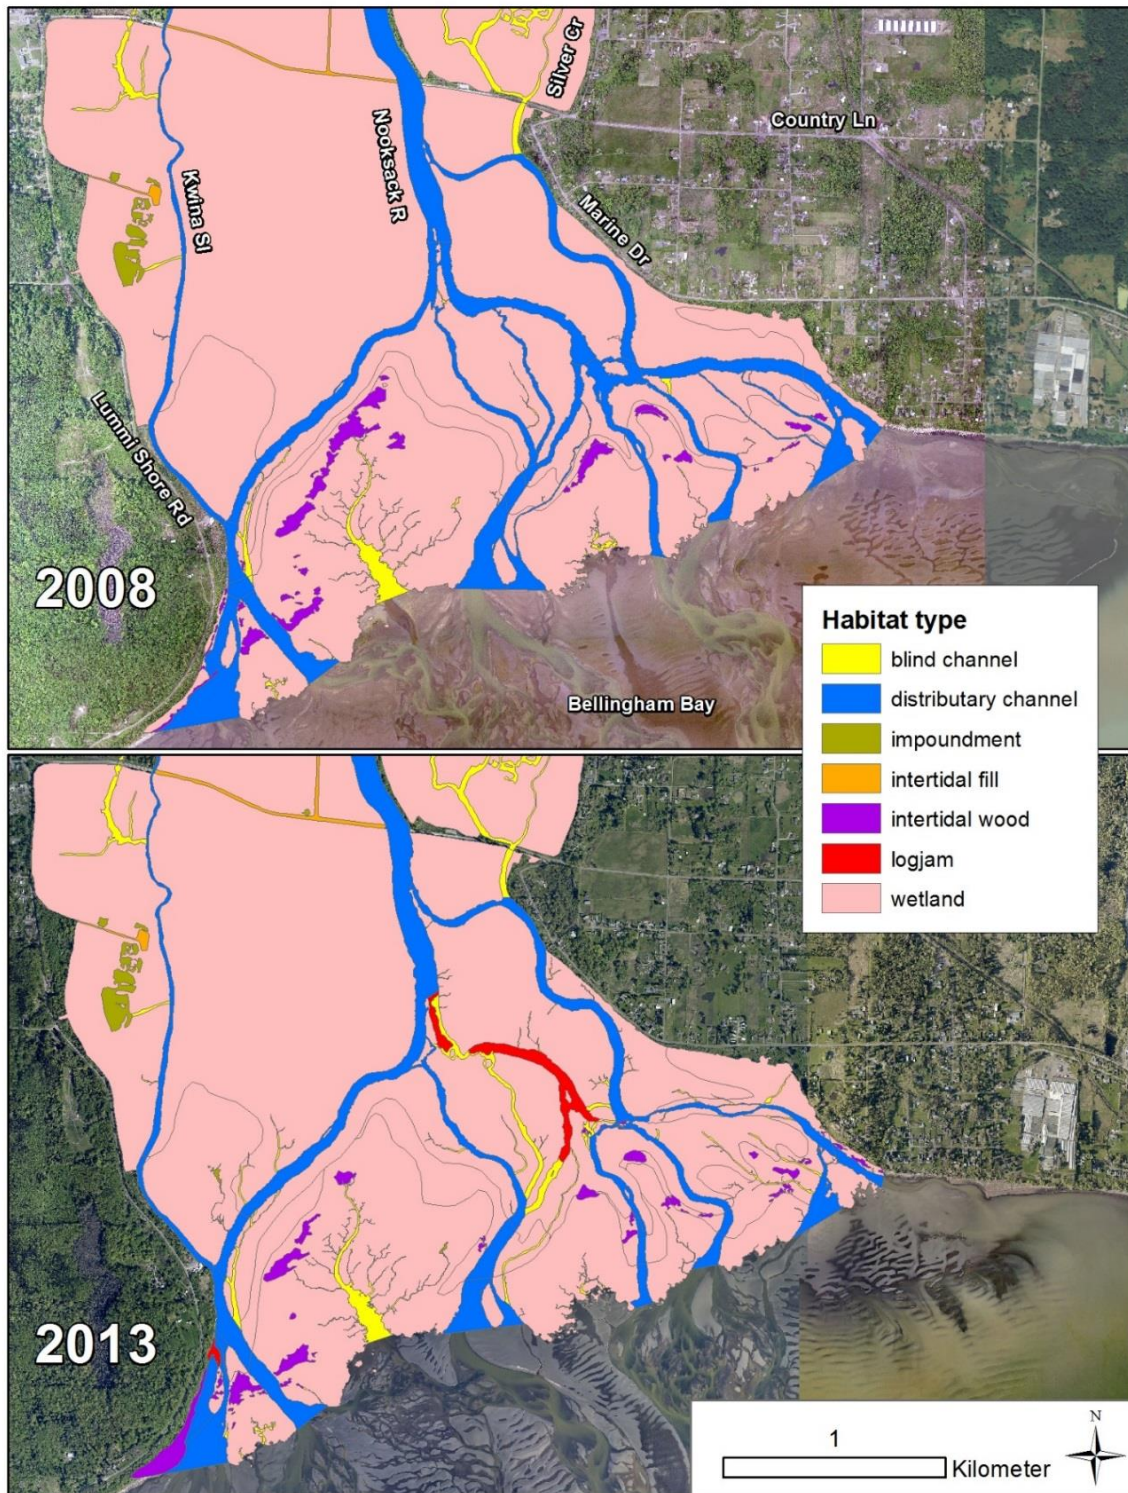 Silver Cr
Country Ln
Nooksack R
Kwina Sl
Marine Dr
Lummi Shore Rd
2008
Habitat type
blind channel
distributary channel
impoundment
intertidal fill
intertidal wood
logjam
wetland
Bellingham Bay
2013
N
1
Kilometer